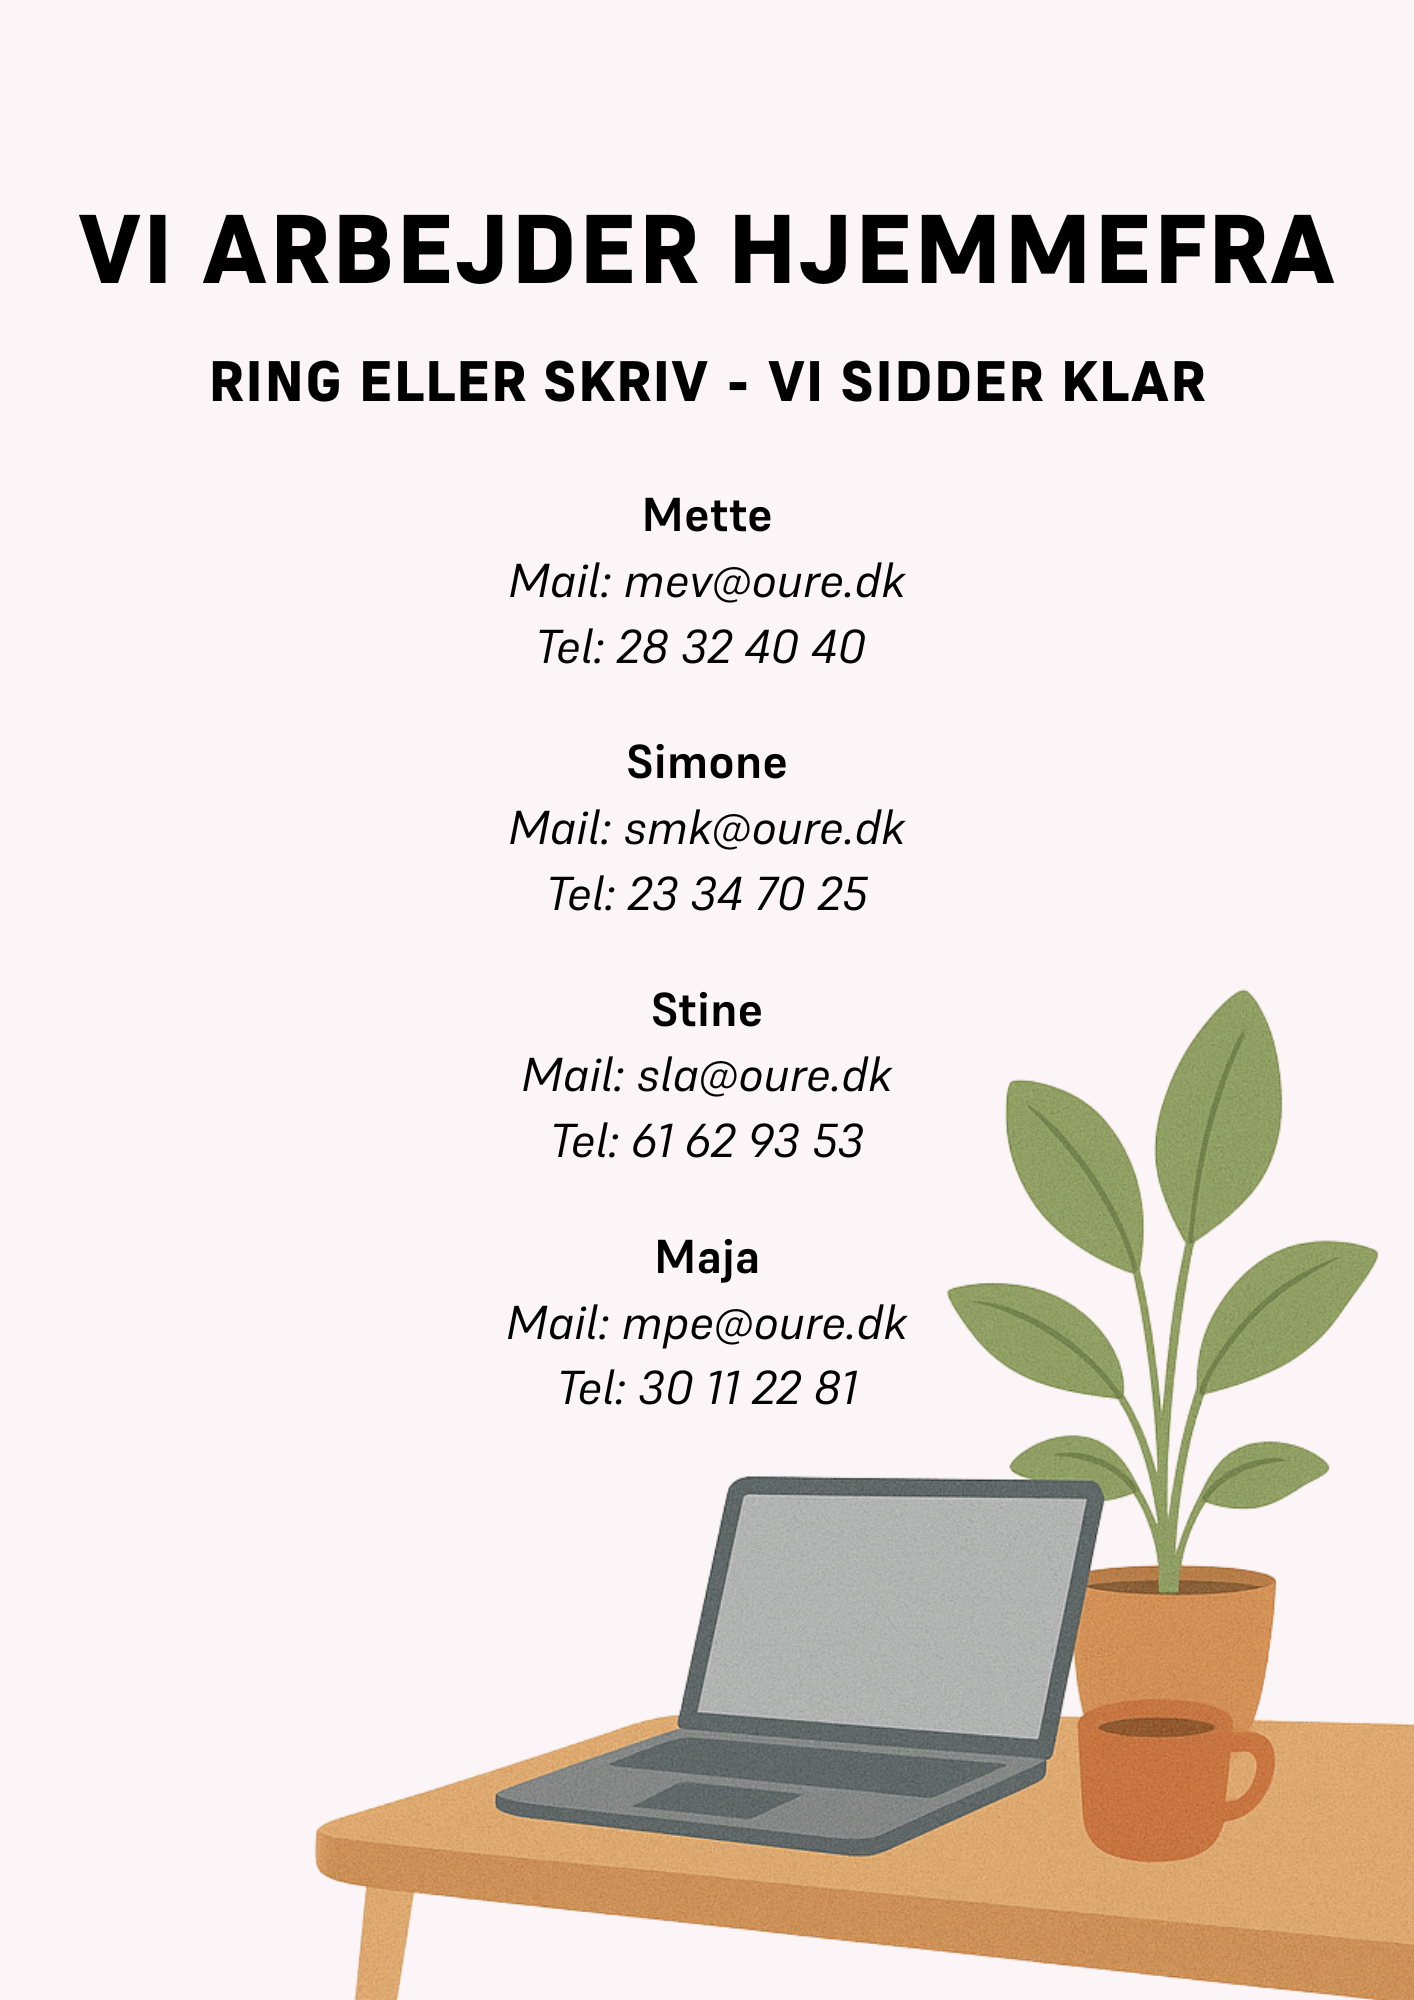 VI ARBEJDER HJEMMEFRA
RING ELLER SKRIV - VI SIDDER KLAR
Mette
Mail: mev@oure.dk
Tel: 28 32 40 40
Simone
Mail: smk@oure.dk
Tel: 23 34 70 25
Stine
Mail: sla@oure.dk
Tel: 61 62 93 53
Maja
Mail: mpe@oure.dk
Tel: 30 11 22 81